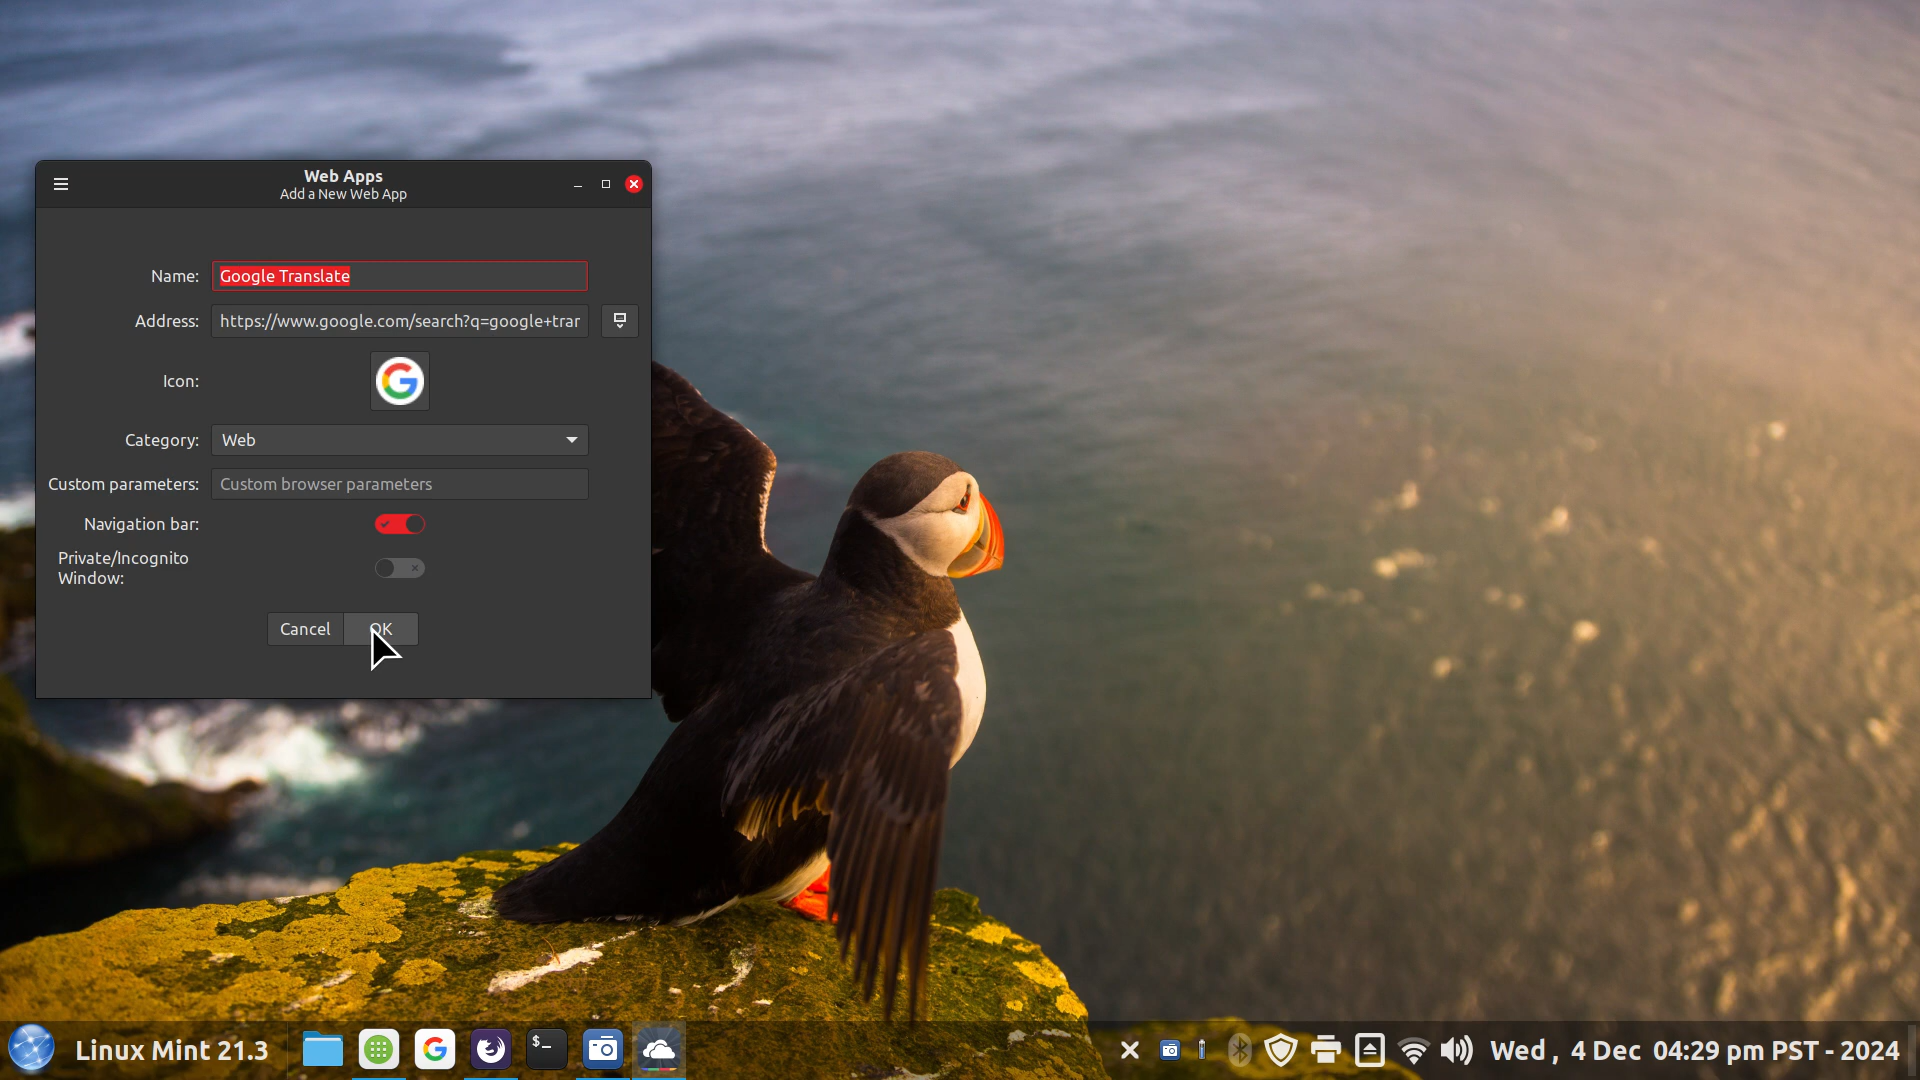 Web Apps
Add a New Web App
Name: Google Translate
Address: https://www.google.com/search?q=google+tran
Icon:
Category: Web
Custom parameters: Custom browser parameters
Navigation bar:
Private/Incognito
Window:
Cancel OK
Linux Mint 21.3 $_ Wed , 4 Dec 04:29 pm PST - 2024